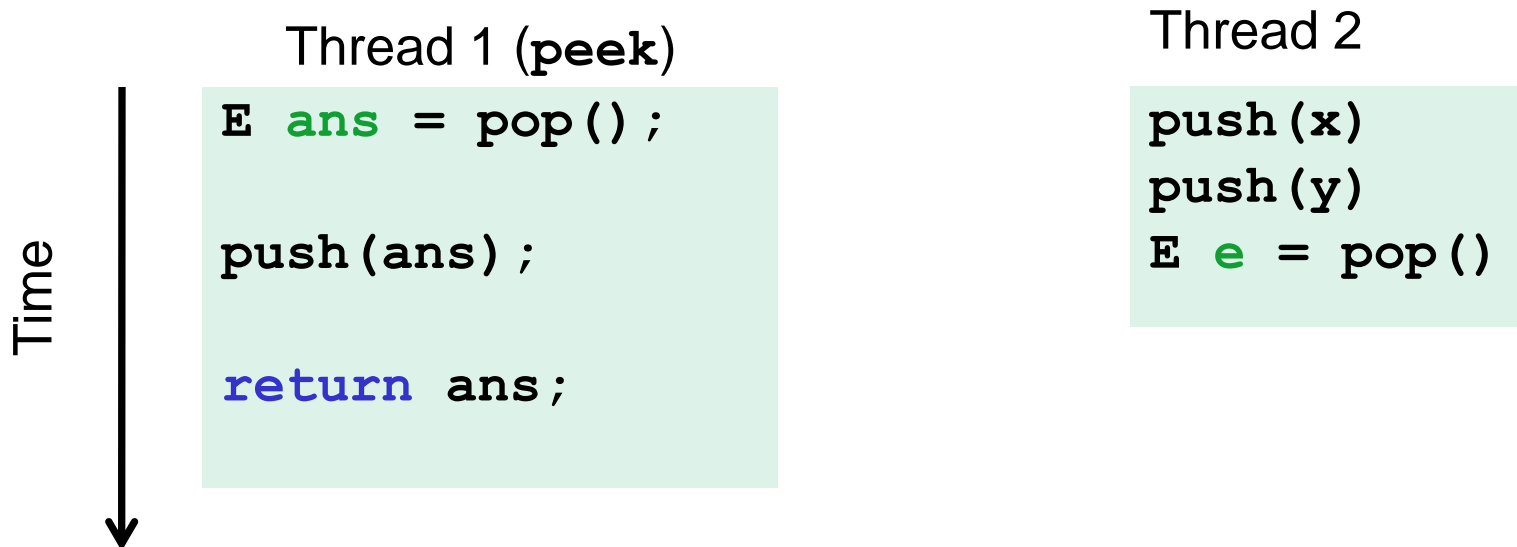 Thread 1 (peek)
E ans = pop();
push(ans);
return ans;
Time
Thread 2
push(x)
push(y)
E e = pop()